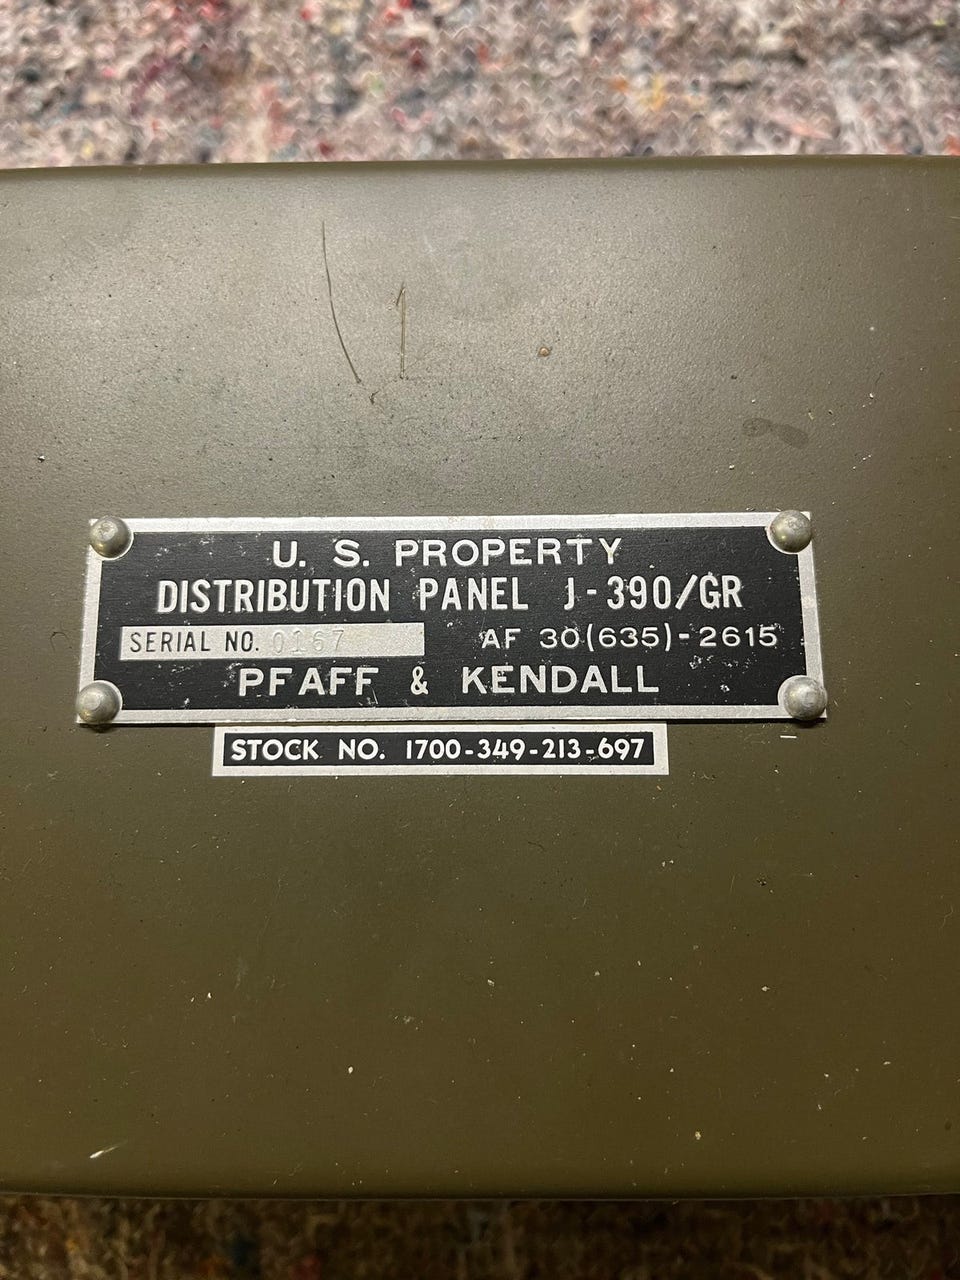 U. S. PROPERTY
DISTRIBUTION PANEL J-390/GR
SERIAL NO. 0167 AF 30(635)-2615
PFAFF & KENDALL
STOCK NO. 1700-349-213-697